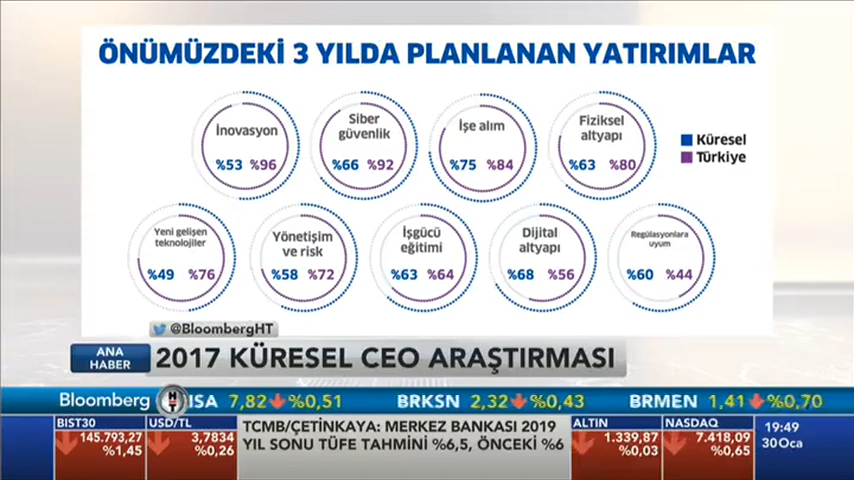 ÖNÜMÜZDEKİ 3 YILDA PLANLANAN YATIRIMLAR
İnovasyon
%53 %96
Siber
güvenlik
%66 %92
İşe alım
%75 %84
Fiziksel
altyapı
%63 %80
Küresel
Türkiye
Yeni gelişen
teknolojiler
%49 %76
Yönetişim
ve risk
%58 %72
İşgücü
eğitimi
%63 %64
Dijital
altyapı
%68 %56
Regülasyonlara
uyum
%60 %44
@BloombergHT
ANA
HABER
2017 KÜRESEL CEO ARAŞTIRMASI
Bloomberg HT ISA 7,82 %0,51 BRKSN 2,32 %0,43 BRMEN 1,41 %0,70
BIST30
145.793,27
%1,45
USD/TL
3,7834
%0,26
TCMB/ÇETİNKAYA: MERKEZ BANKASI 2019
YIL SONU TÜFE TAHMİNİ %6,5, ÖNCEKİ %6
ALTIN
1.339,87
%0,03
NASDAQ
7.418,09
%0,65
19:49
30 Oca